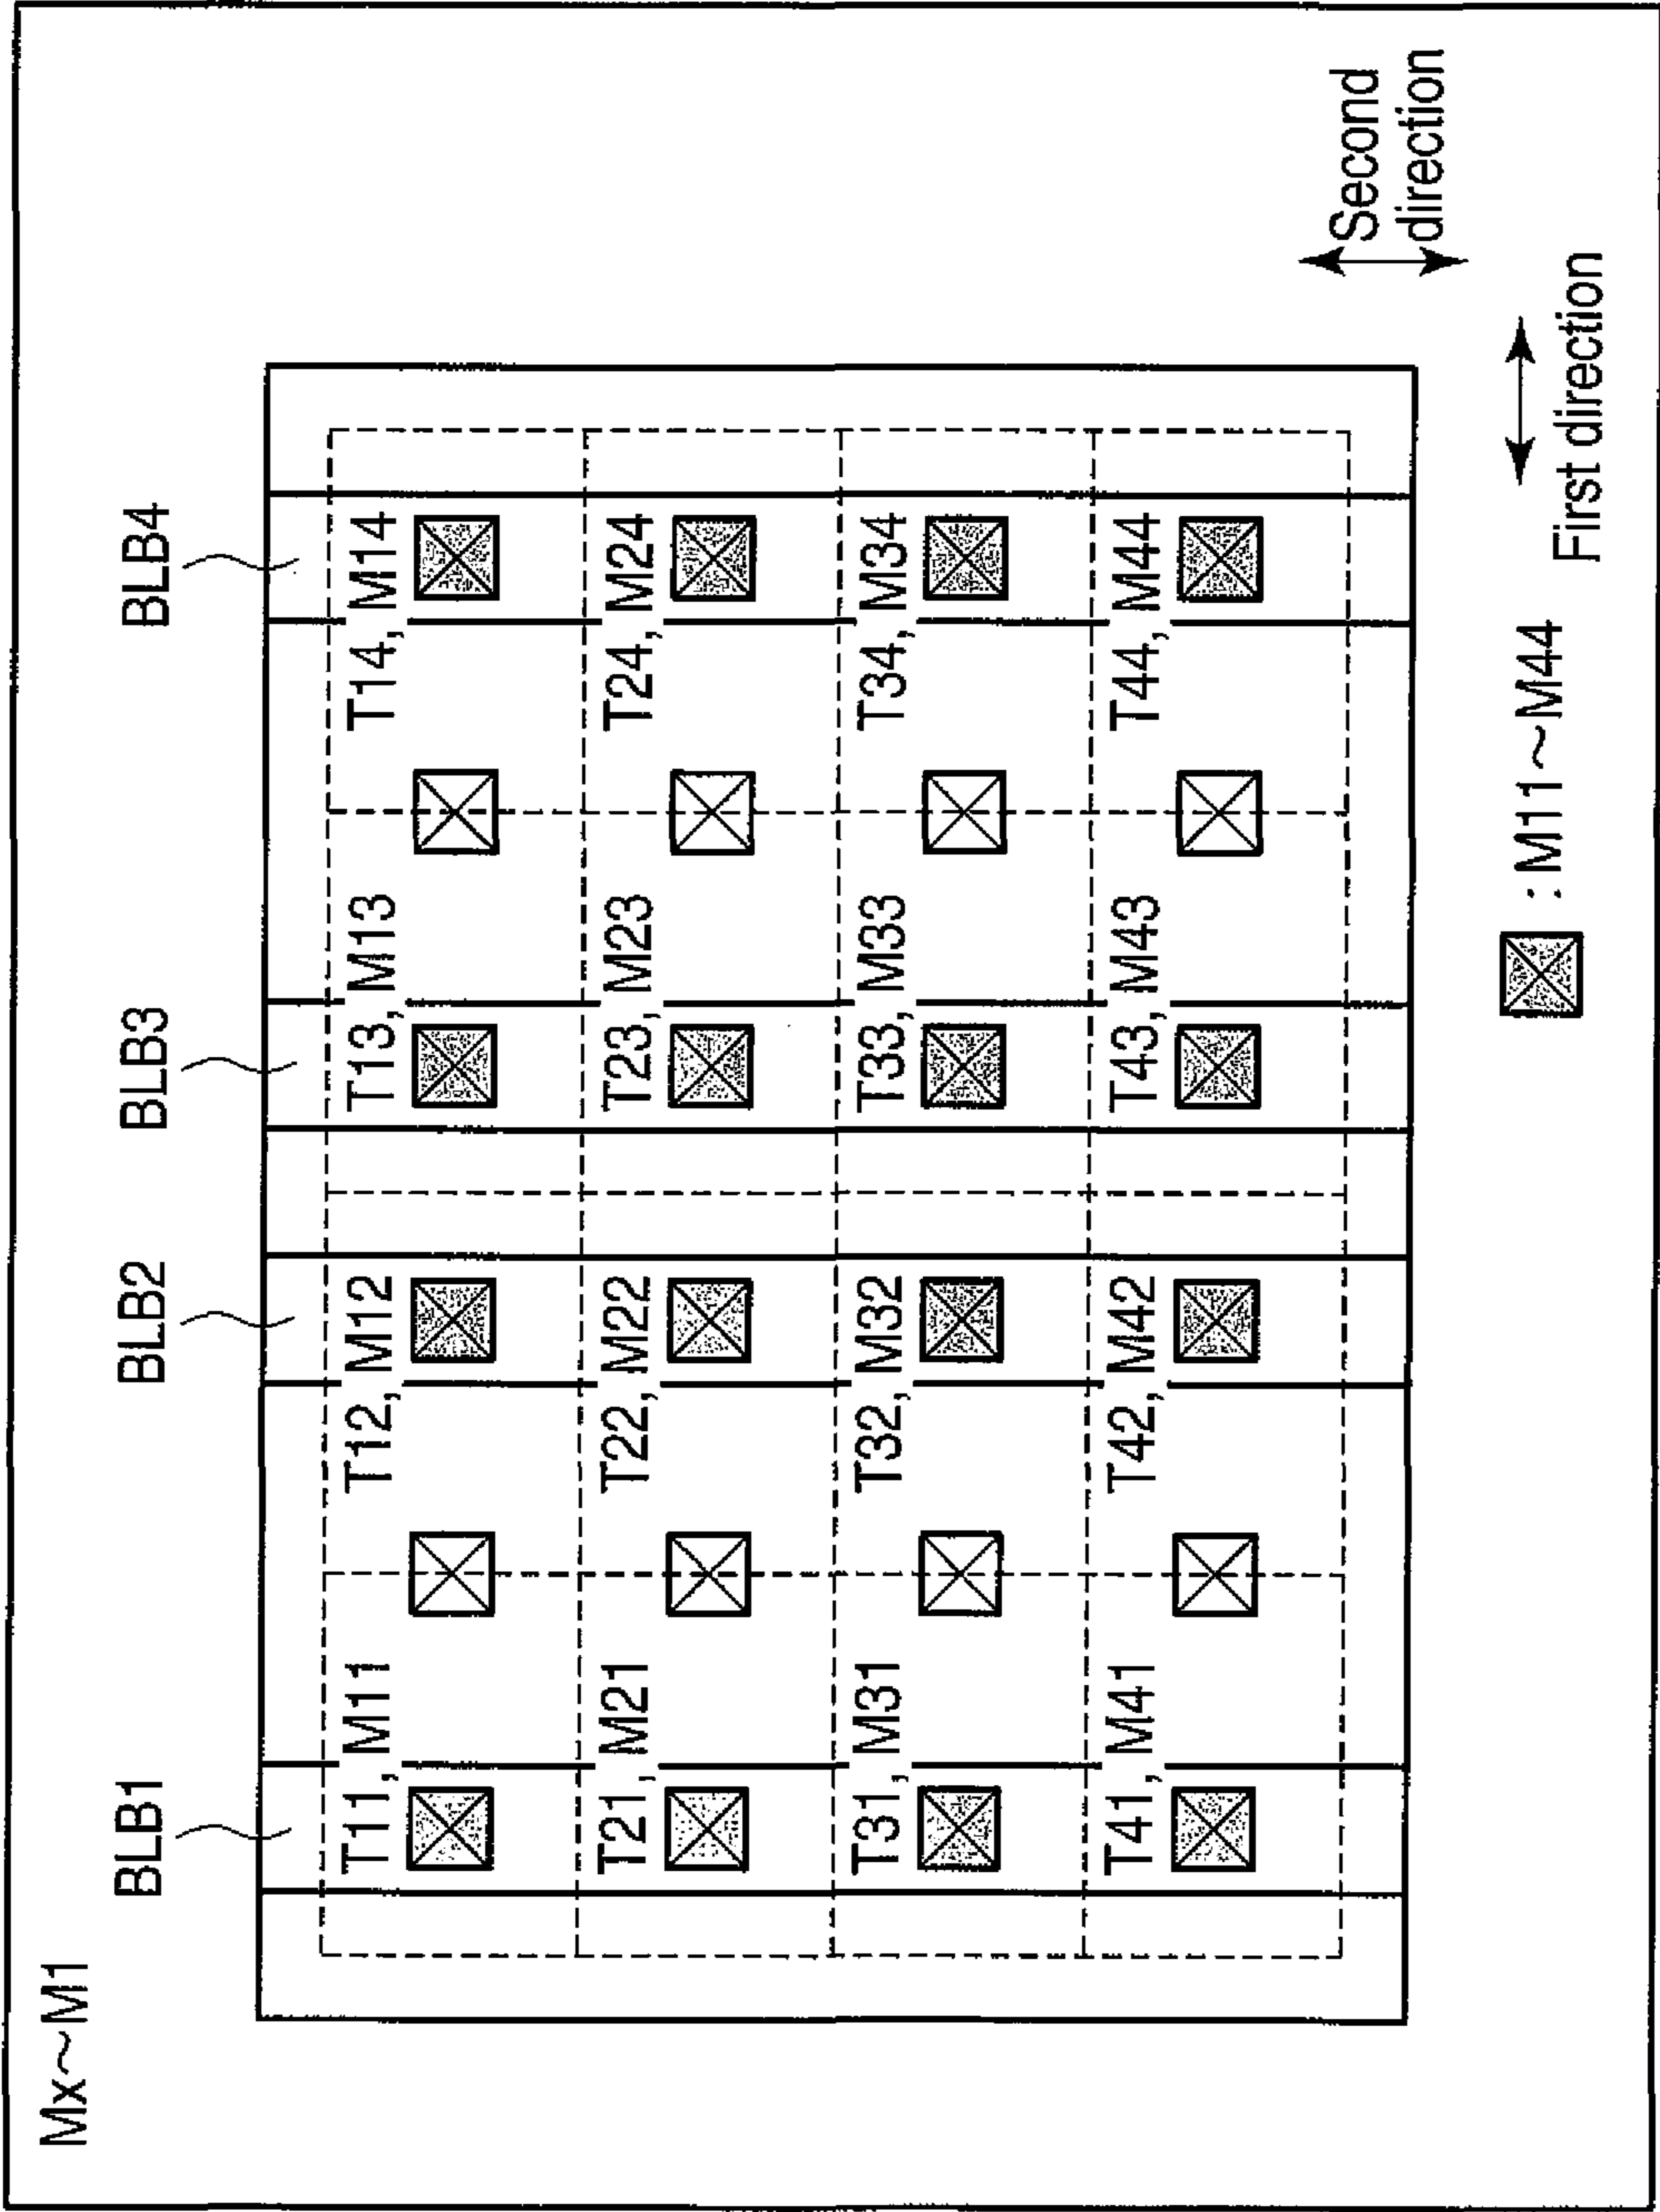 Mx~M1
BLB1 BLB2 BLB3 BLB4
T11, M11 T12, M12 T13, M13 T14, M14
T21, M21 T22, M22 T23, M23 T24, M24
T31, M31 T32, M32 T33, M33 T34, M34
T41, M41 T42, M42 T43, M43 T44, M44
Second
direction
: M11~M44
First direction